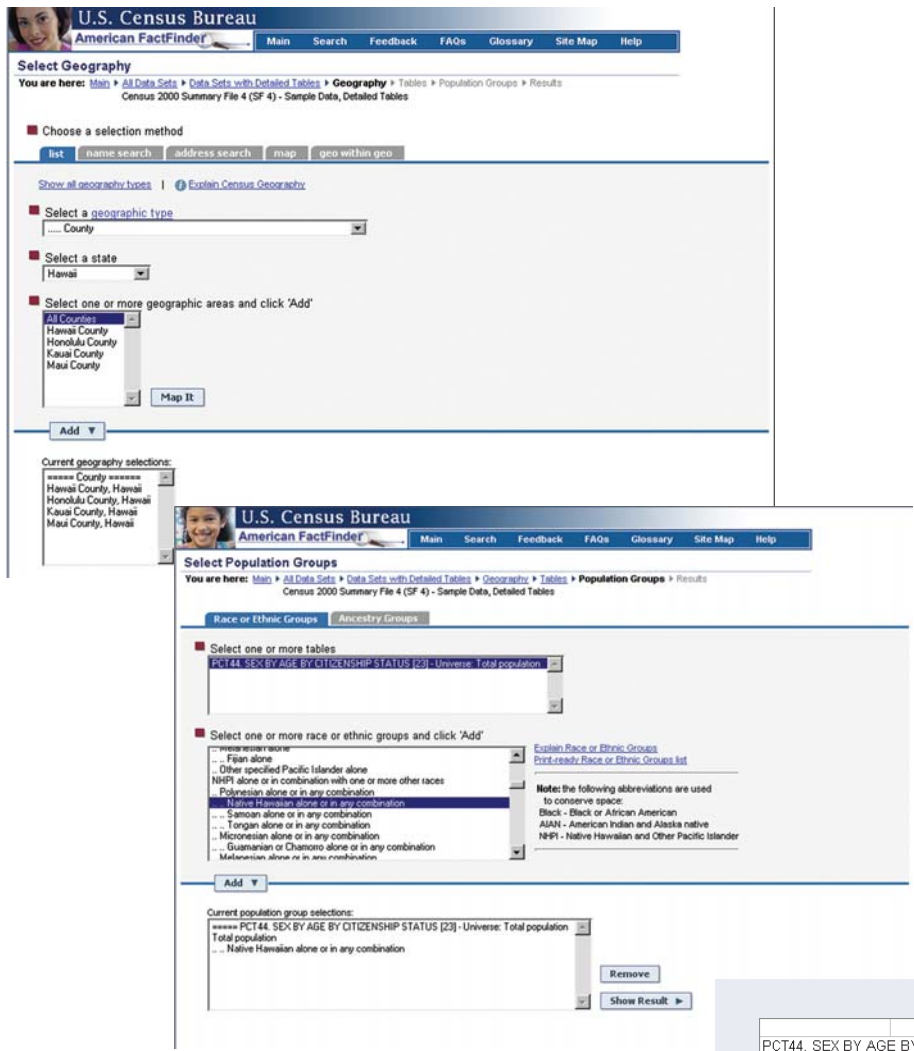 U.S. Census Bureau
American FactFinder
Main Search Feedback FAQs Glossary Site Map Help
Select Geography
You are here: Main ▸ All Data Sets ▸ Data Sets with Detailed Tables ▸ Geography ▸ Tables ▸ Population Groups ▸ Results
Census 2000 Summary File 4 (SF 4) - Sample Data, Detailed Tables
Choose a selection method
list name search address search map geo within geo
Show all geography types | Explain Census Geography
Select a geographic type
..... County
Select a state
Hawaii
Select one or more geographic areas and click 'Add'
All Counties
Hawaii County
Honolulu County
Kauai County
Maui County
Map It
Add ▼
Current geography selections:
===== County ======
Hawaii County, Hawaii
Honolulu County, Hawaii
Kauai County, Hawaii
Maui County, Hawaii
U.S. Census Bureau
American FactFinder
Main Search Feedback FAQs Glossary Site Map Help
Select Population Groups
You are here: Main ▸ All Data Sets ▸ Data Sets with Detailed Tables ▸ Geography ▸ Tables ▸ Population Groups ▸ Results
Census 2000 Summary File 4 (SF 4) - Sample Data, Detailed Tables
Race or Ethnic Groups Ancestry Groups
Select one or more tables
PCT44. SEX BY AGE BY CITIZENSHIP STATUS [23] - Universe: Total population
Select one or more race or ethnic groups and click 'Add'
.. Melanesian alone
.. .. Fijian alone
.. Other specified Pacific Islander alone
NHPI alone or in combination with one or more other races
.. Polynesian alone or in any combination
.. .. Native Hawaiian alone or in any combination
.. .. Samoan alone or in any combination
.. .. Tongan alone or in any combination
.. Micronesian alone or in any combination
.. .. Guamanian or Chamorro alone or in any combination
.. Melanesian alone or in any combination
Explain Race or Ethnic Groups
Print-ready Race or Ethnic Groups list
Note: the following abbreviations are used
to conserve space:
Black - Black or African American
AIAN - American Indian and Alaska native
NHPI - Native Hawaiian and Other Pacific Islander
Add ▼
Current population group selections:
===== PCT44. SEX BY AGE BY CITIZENSHIP STATUS [23] - Universe: Total population
Total population
.. .. Native Hawaiian alone or in any combination
Remove
Show Result ▸
PCT44. SEX BY AGE BY